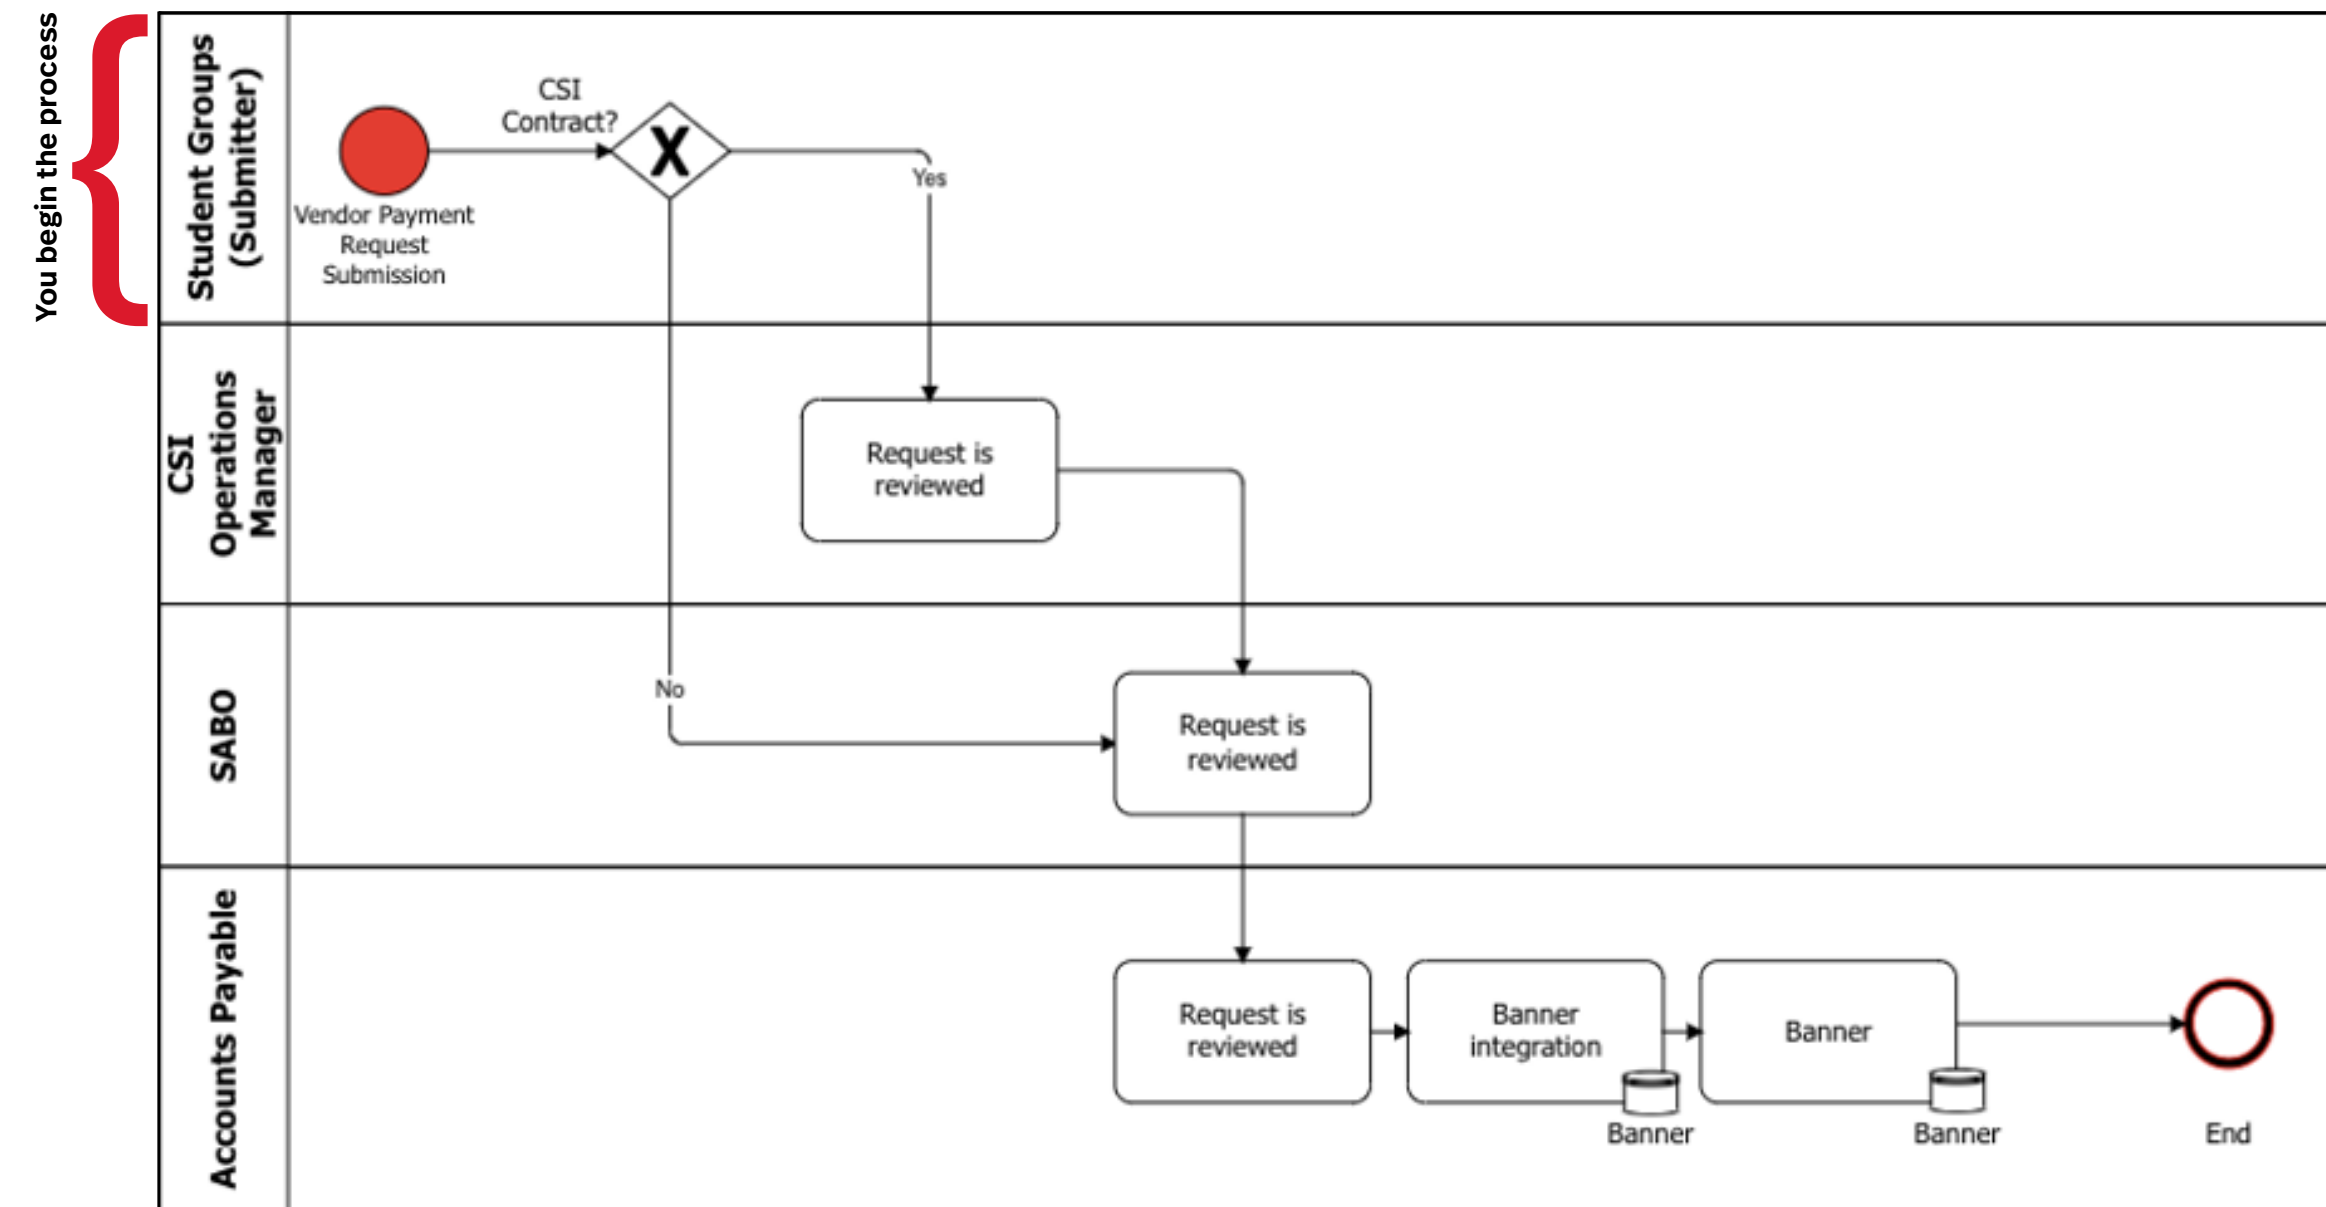 You begin the process
Student Groups
(Submitter)
CSI
Contract?
X
Yes
Vendor Payment
Request
Submission
CSI
Operations
Manager
Request is
reviewed
SABO
No
Request is
reviewed
Accounts Payable
Request is
reviewed
Banner
integration
Banner
Banner
Banner
End